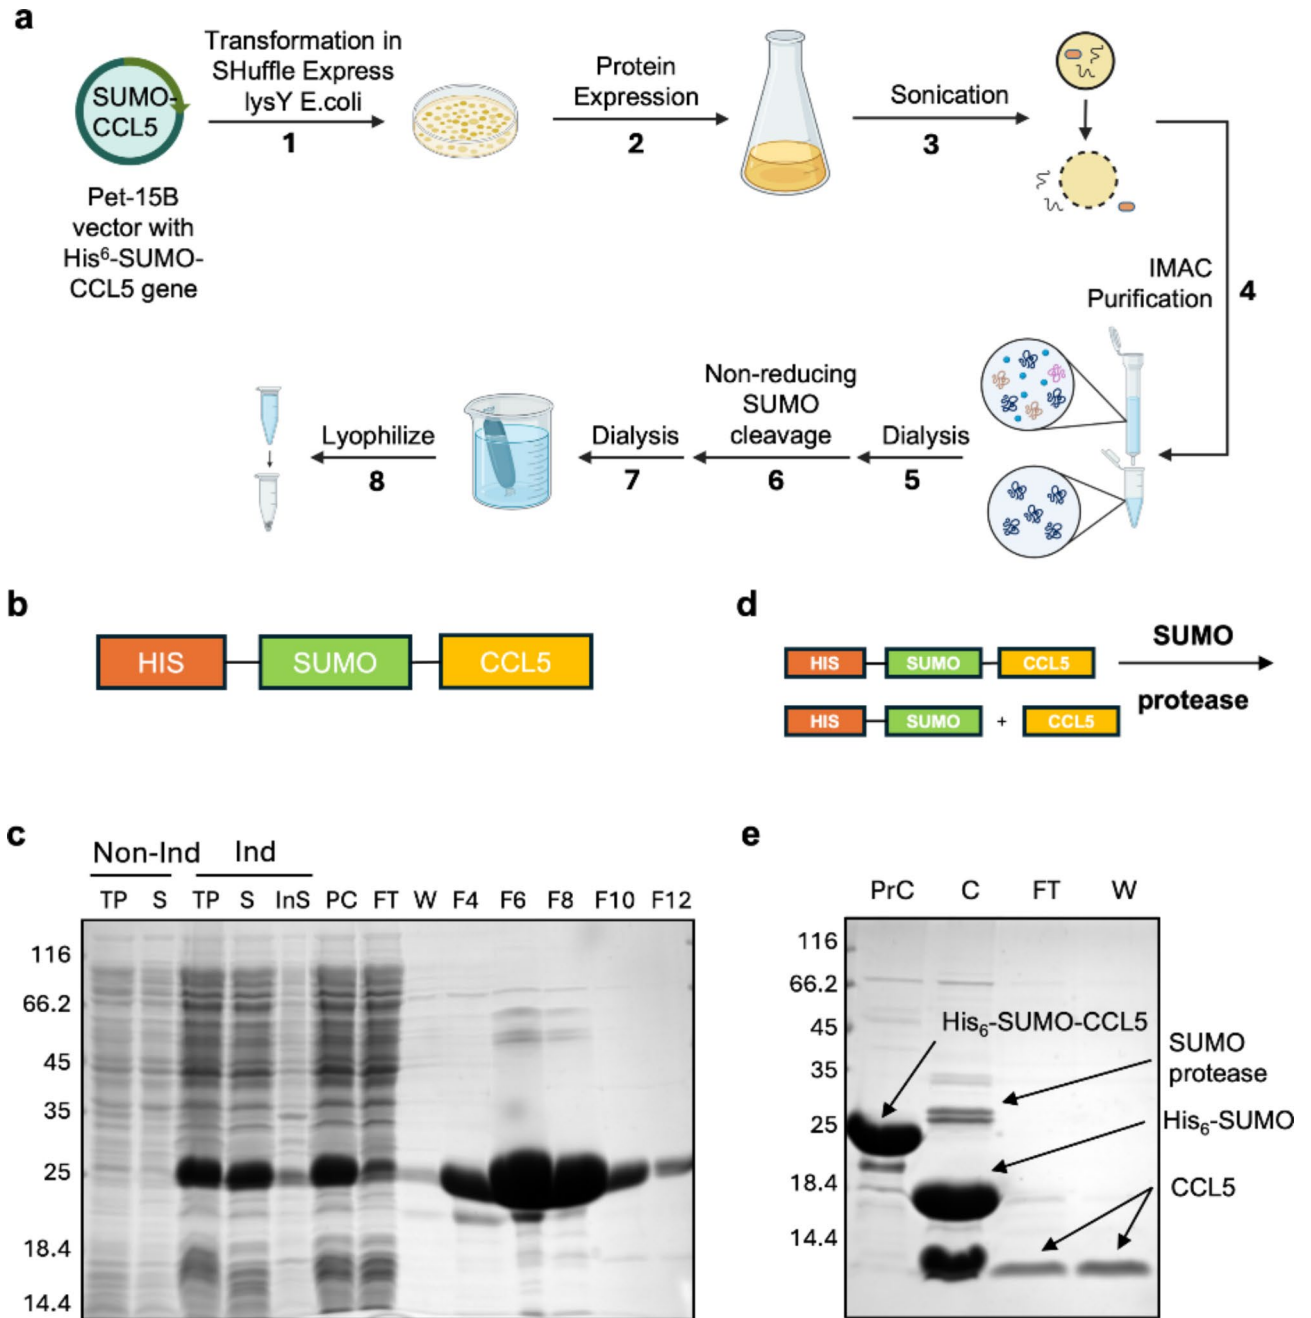 a
SUMO-
CCL5
Pet-15B
vector with
His⁶-SUMO-
CCL5 gene
Transformation in
SHuffle Express
lysY E.coli
1
Protein
Expression
2
Sonication
3
IMAC
Purification
4
Dialysis
5
Non-reducing
SUMO
cleavage
6
Dialysis
7
Lyophilize
8
b
HIS SUMO CCL5
d
HIS SUMO CCL5
HIS SUMO + CCL5
SUMO
protease
c
Non-Ind Ind
TP S TP S InS PC FT W F4 F6 F8 F10 F12
116
66.2
45
35
25
18.4
14.4
e
PrC C FT W
116
66.2
45
35
25
18.4
14.4
His₆-SUMO-CCL5
SUMO
protease
His₆-SUMO
CCL5